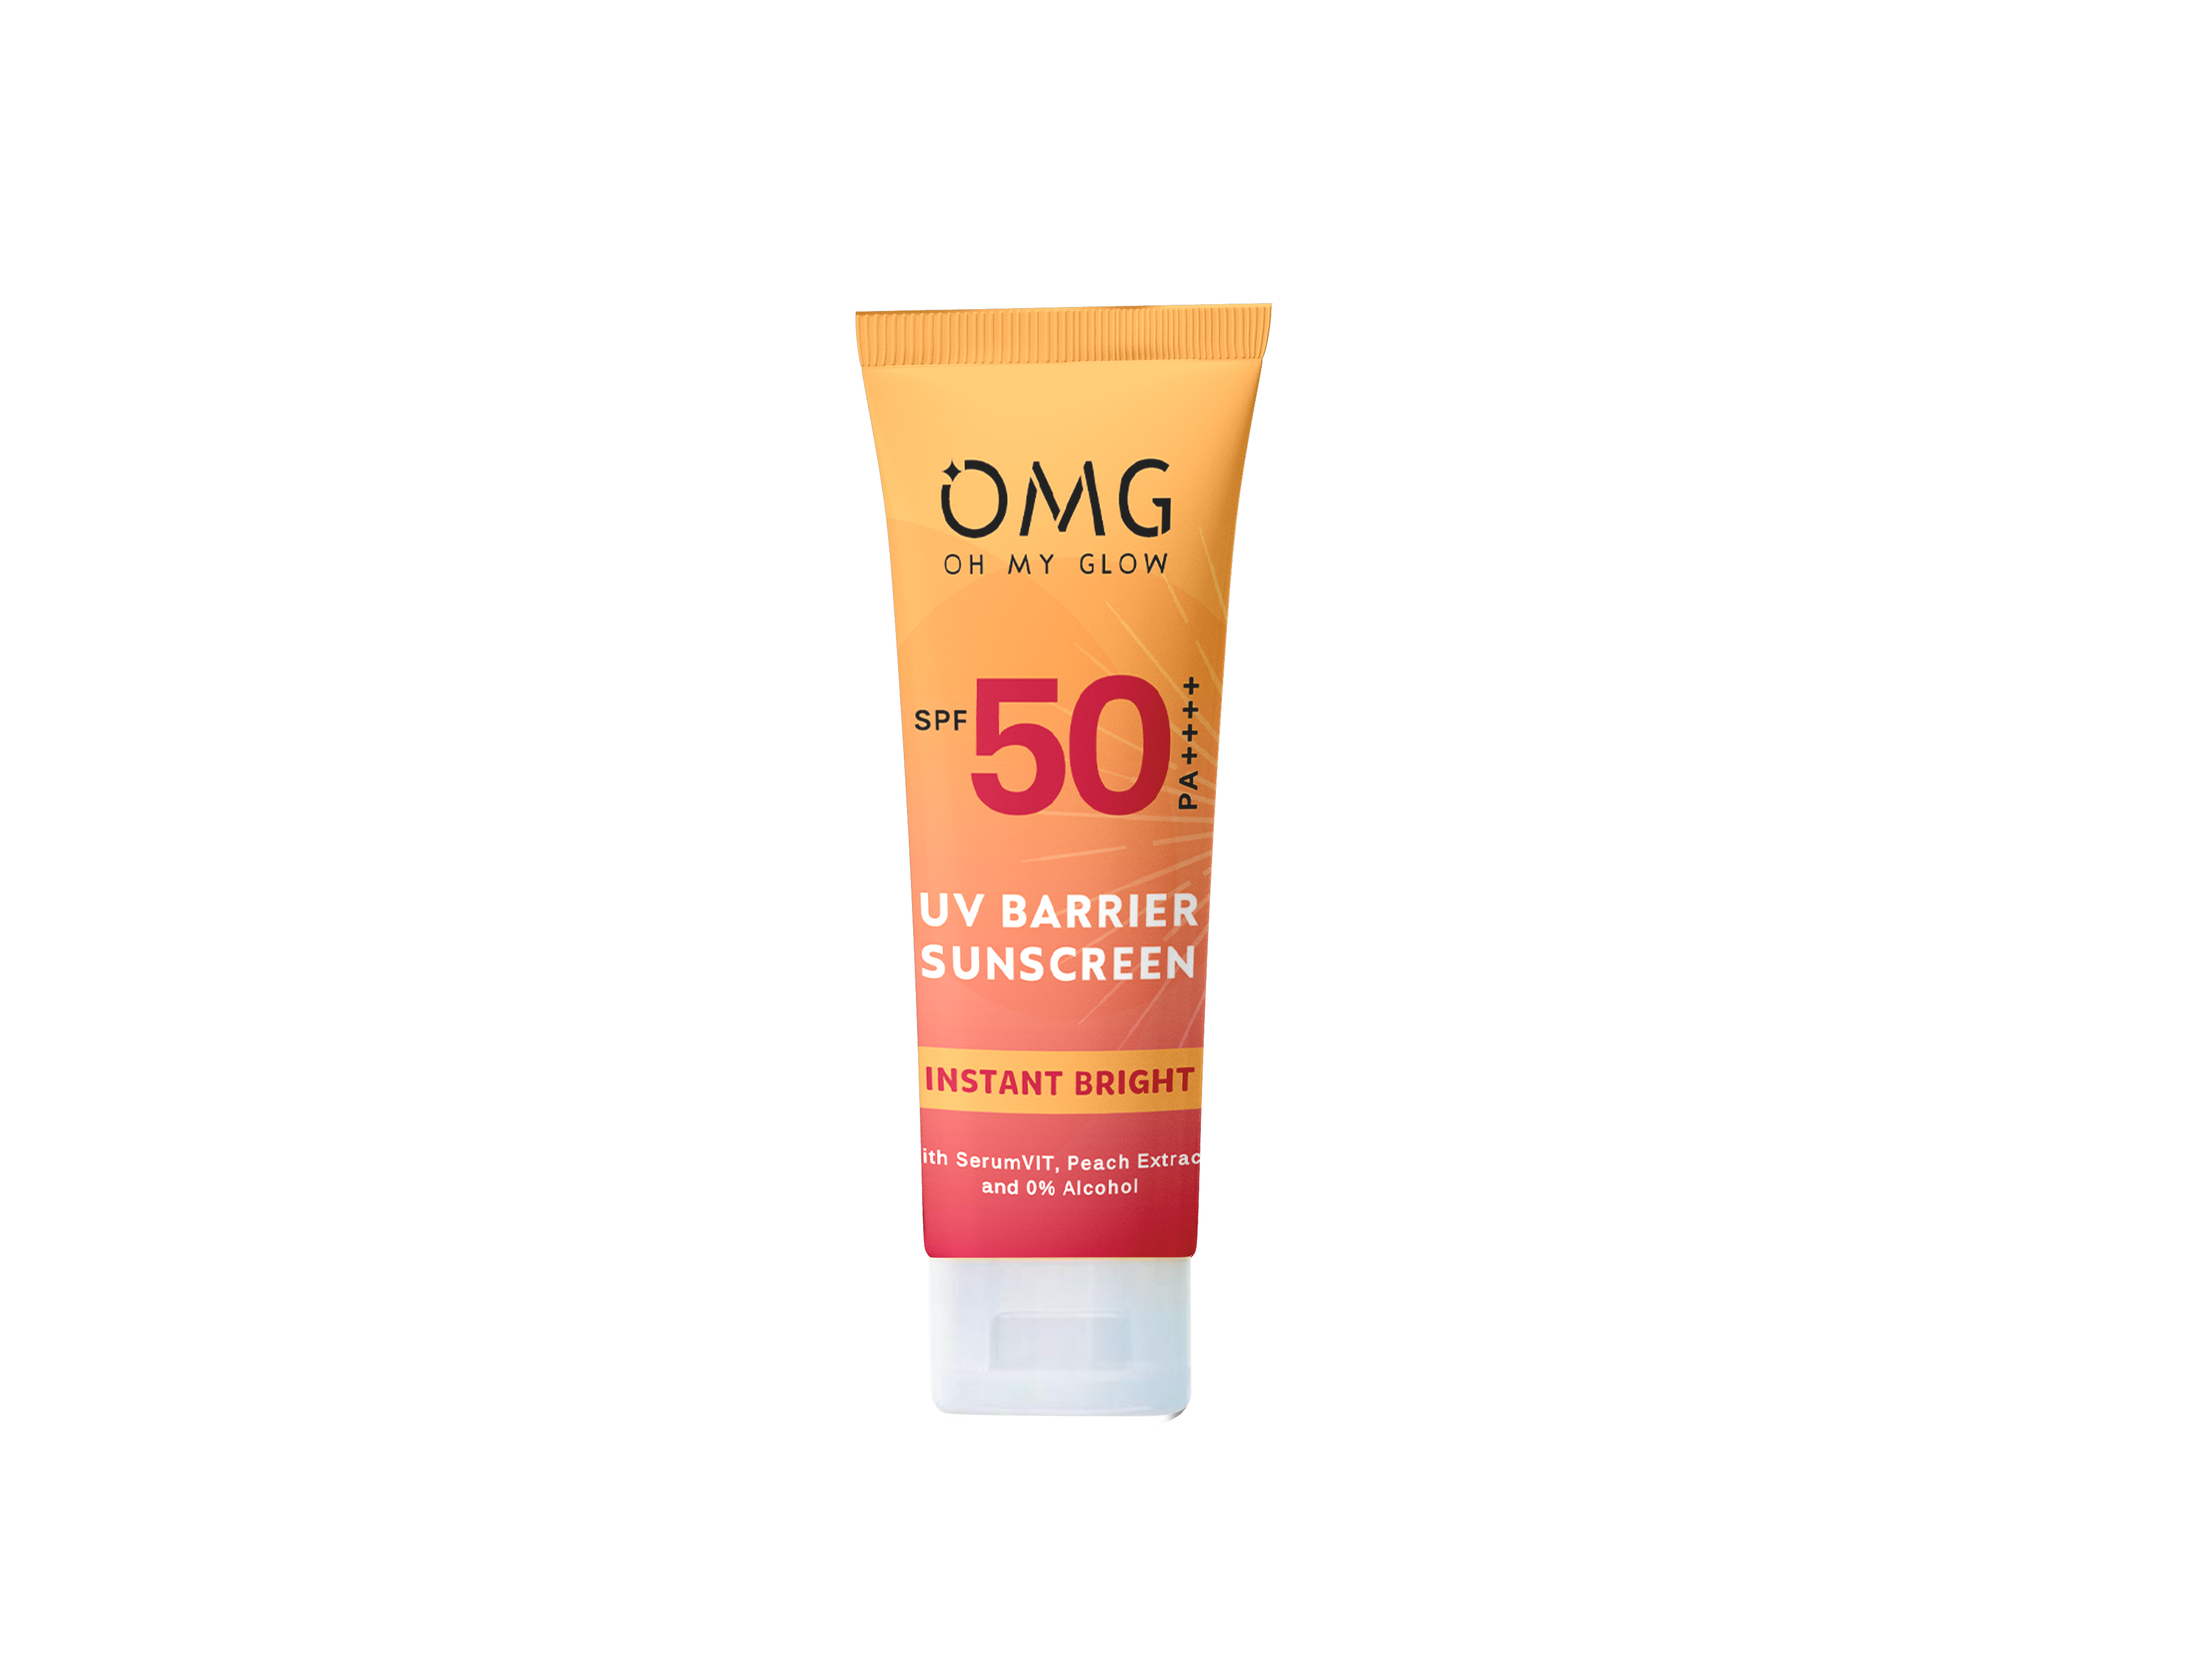 OMG
OH MY GLOW
SPF 50 PA++++
UV BARRIER
SUNSCREEN
INSTANT BRIGHT
ith SerumVIT, Peach Extrac
and 0% Alcohol